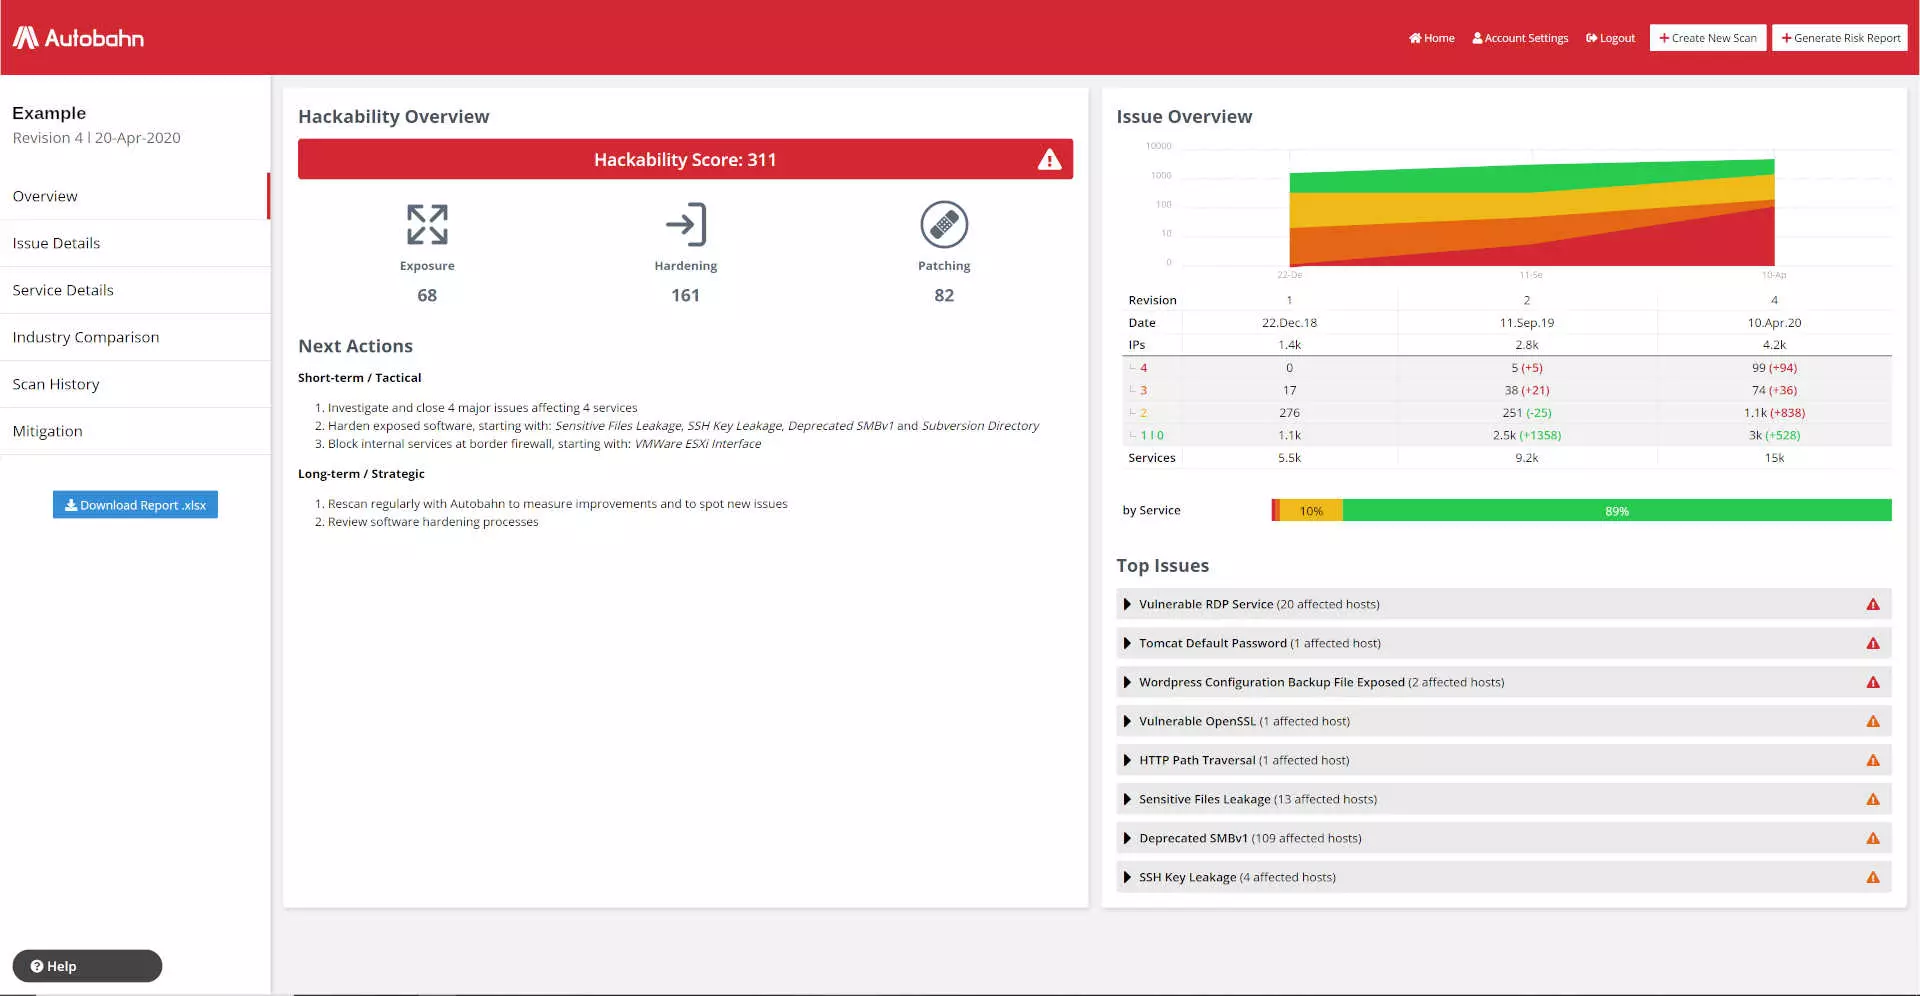 Autobahn
Home
Account Settings
Logout
+ Create New Scan
+ Generate Risk Report
Example
Revision 4 | 20-Apr-2020
Overview
Issue Details
Service Details
Industry Comparison
Scan History
Mitigation
Download Report .xlsx
Help
Hackability Overview
Hackability Score: 311
Exposure Hardening Patching
68 161 82
Next Actions
Short-term / Tactical
1. Investigate and close 4 major issues affecting 4 services
2. Harden exposed software, starting with: Sensitive Files Leakage, SSH Key Leakage, Deprecated SMBv1 and Subversion Directory
3. Block internal services at border firewall, starting with: VMWare ESXi Interface
Long-term / Strategic
1. Rescan regularly with Autobahn to measure improvements and to spot new issues
2. Review software hardening processes
Issue Overview
10000
1000
100
10
0
22-De 11-Se 10-Ap
Revision 1 2 4
Date 22.Dec.18 11.Sep.19 10.Apr.20
IPs 1.4k 2.8k 4.2k
4 0 5 (+5) 99 (+94)
3 17 38 (+21) 74 (+36)
2 276 251 (-25) 1.1k (+838)
1 | 0 1.1k 2.5k (+1358) 3k (+528)
Services 5.5k 9.2k 15k
by Service 10% 89%
Top Issues
Vulnerable RDP Service (20 affected hosts)
Tomcat Default Password (1 affected host)
Wordpress Configuration Backup File Exposed (2 affected hosts)
Vulnerable OpenSSL (1 affected host)
HTTP Path Traversal (1 affected host)
Sensitive Files Leakage (13 affected hosts)
Deprecated SMBv1 (109 affected hosts)
SSH Key Leakage (4 affected hosts)